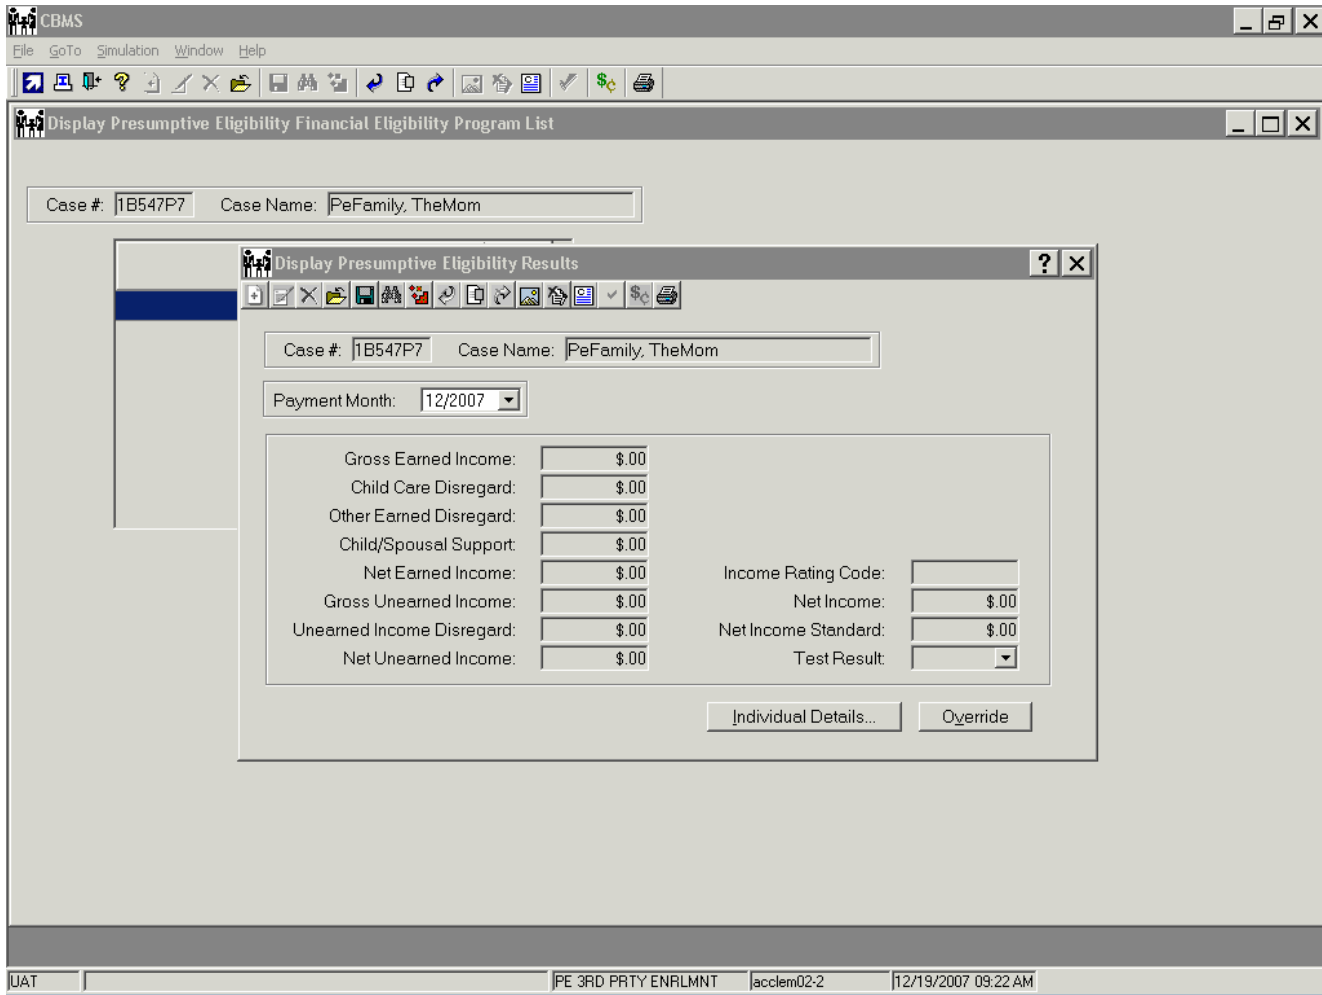 CBMS
File GoTo Simulation Window Help
Display Presumptive Eligibility Financial Eligibility Program List
Case #: 1B547P7 Case Name: PeFamily, TheMom
Display Presumptive Eligibility Results
Case #: 1B547P7 Case Name: PeFamily, TheMom
Payment Month: 12/2007
Gross Earned Income: $.00
Child Care Disregard: $.00
Other Earned Disregard: $.00
Child/Spousal Support: $.00
Net Earned Income: $.00 Income Rating Code:
Gross Unearned Income: $.00 Net Income: $.00
Unearned Income Disregard: $.00 Net Income Standard: $.00
Net Unearned Income: $.00 Test Result:
Individual Details... Override
UAT PE 3RD PRTY ENRLMNT acclem02-2 12/19/2007 09:22 AM